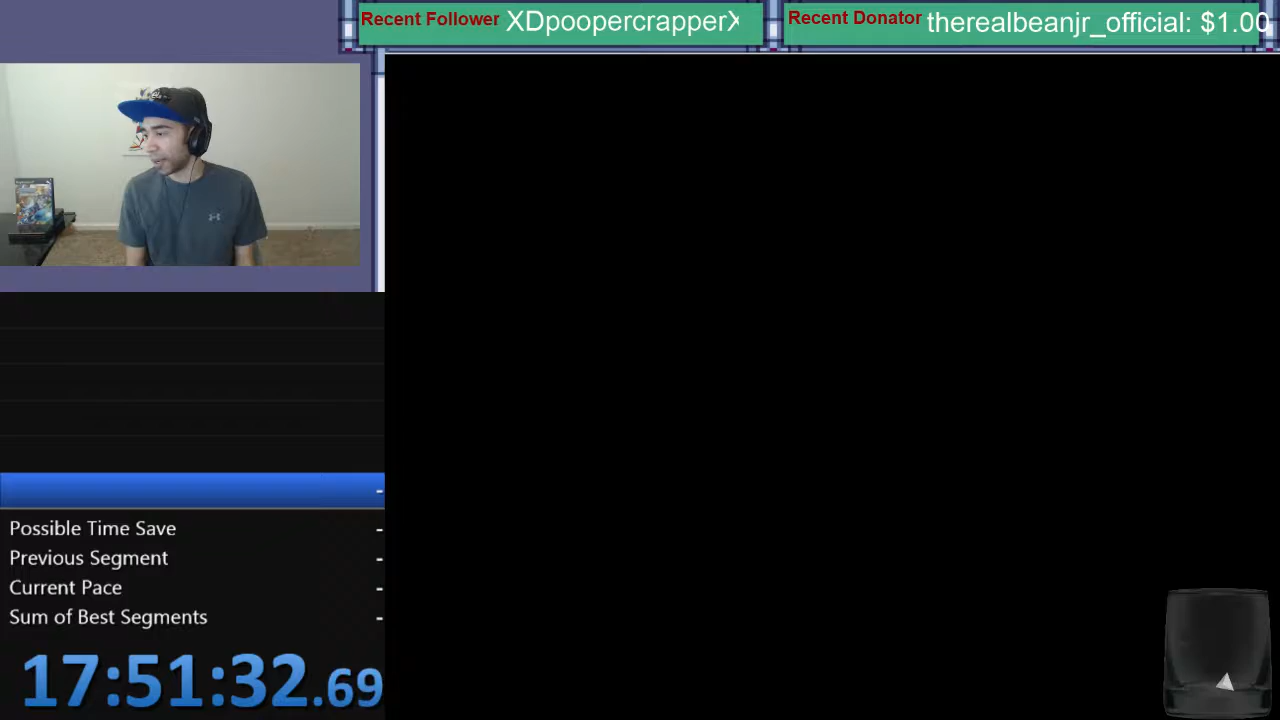 Recent Follower XDpoopercrapperX
Recent Donator therealbeanjr_official: $1.00
-
Possible Time Save -
Previous Segment -
Current Pace -
Sum of Best Segments -
17:51:32.69